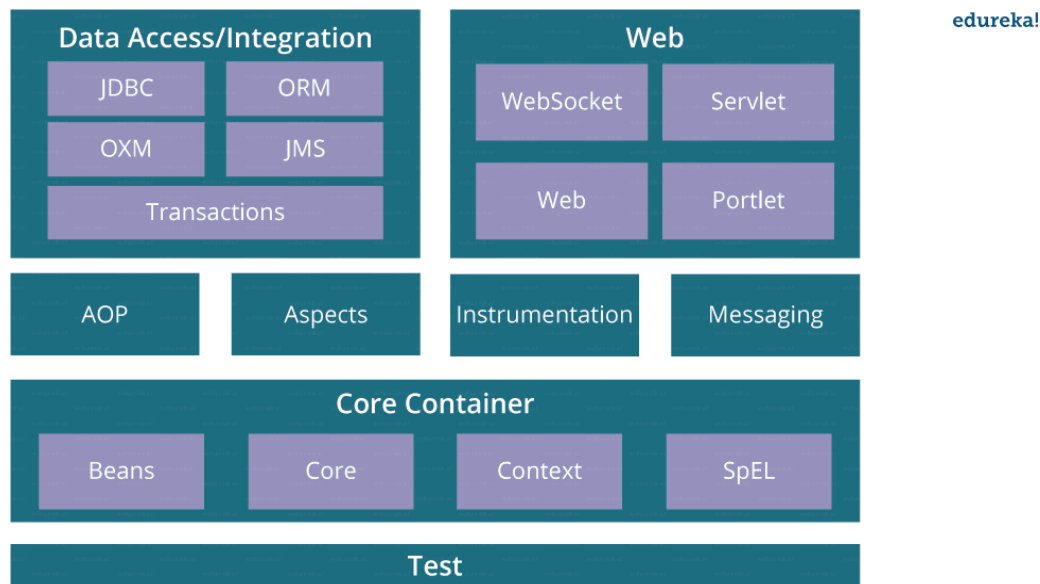 edureka!
Data Access/Integration
JDBC
ORM
OXM
JMS
Transactions
Web
WebSocket
Servlet
Web
Portlet
AOP
Aspects
Instrumentation
Messaging
Core Container
Beans
Core
Context
SpEL
Test